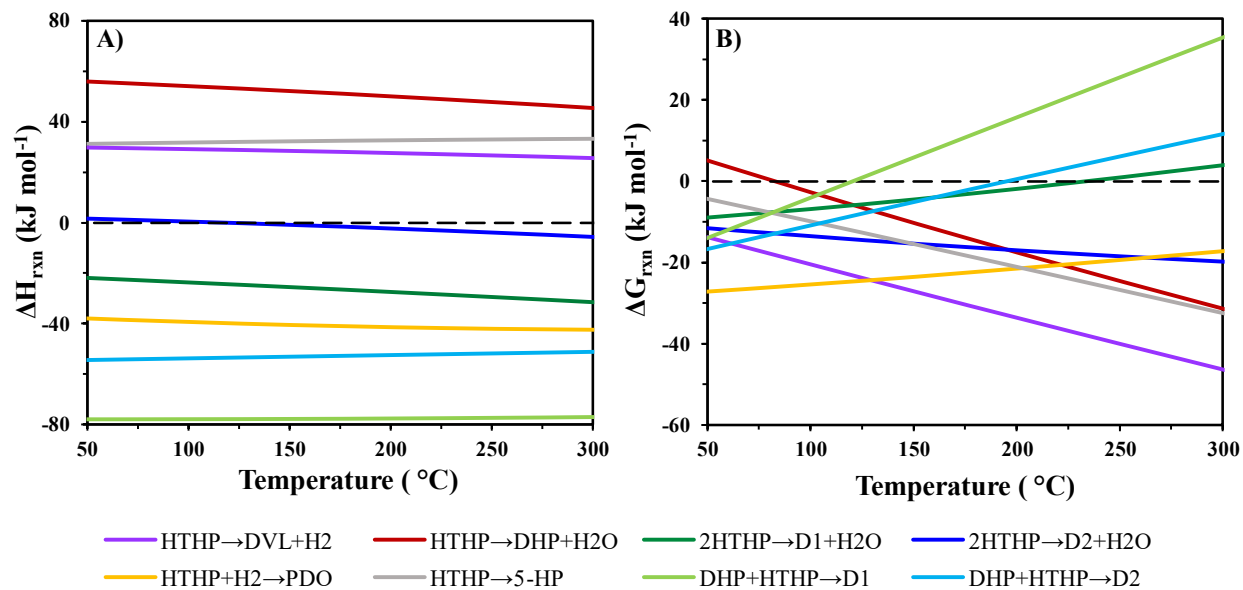 A)
80
40
0
-40
-80
ΔHrxn (kJ mol⁻¹)
50 100 150 200 250 300
Temperature ( °C)
B)
40
20
0
-20
-40
-60
ΔGrxn (kJ mol⁻¹)
50 100 150 200 250 300
Temperature ( °C)
HTHP→DVL+H2 HTHP→DHP+H2O 2HTHP→D1+H2O 2HTHP→D2+H2O
HTHP+H2→PDO HTHP→5-HP DHP+HTHP→D1 DHP+HTHP→D2